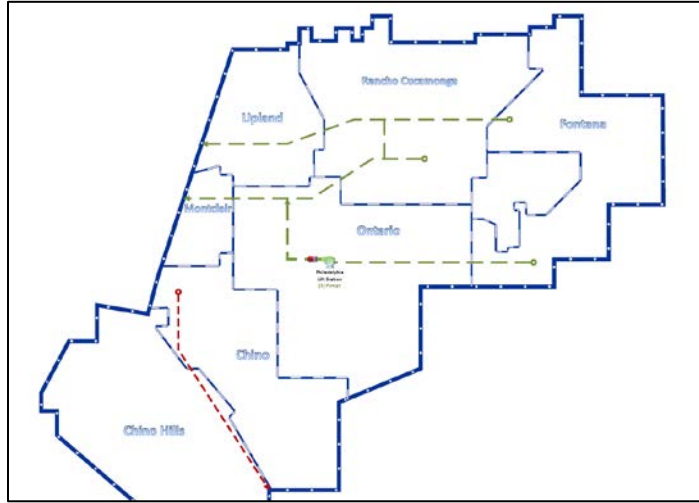 Rancho Cucamonga
Upland
Fontana
Montclair
Ontario
Philadelphia
Lift Station
Chino
Chino Hills